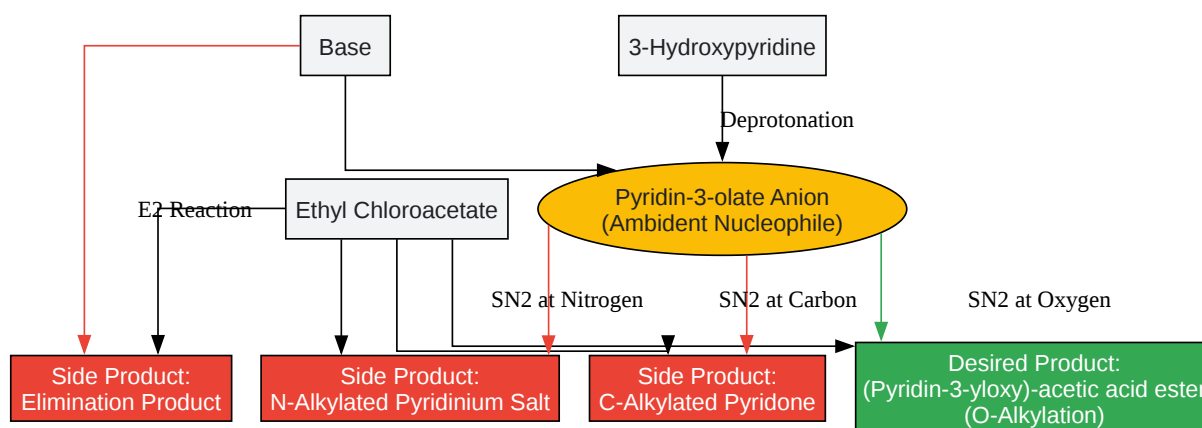 Base
3-Hydroxypyridine
Deprotonation
E2 Reaction
Ethyl Chloroacetate
Pyridin-3-olate Anion
(Ambident Nucleophile)
SN2 at Nitrogen
SN2 at Carbon
SN2 at Oxygen
Side Product:
Elimination Product
Side Product:
N-Alkylated Pyridinium Salt
Side Product:
C-Alkylated Pyridone
Desired Product:
(Pyridin-3-yloxy)-acetic acid ester
(O-Alkylation)